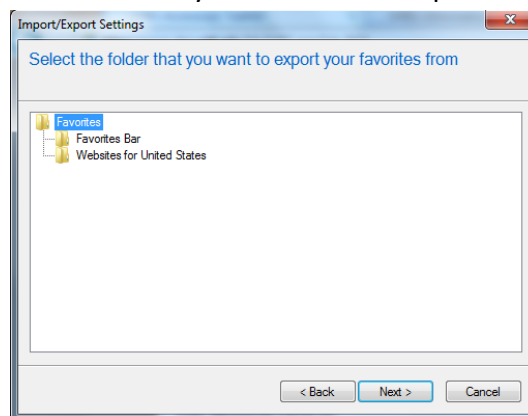 Import/Export Settings
X
Select the folder that you want to export your favorites from
Favorites
Favorites Bar
Websites for United States
< Back Next > Cancel